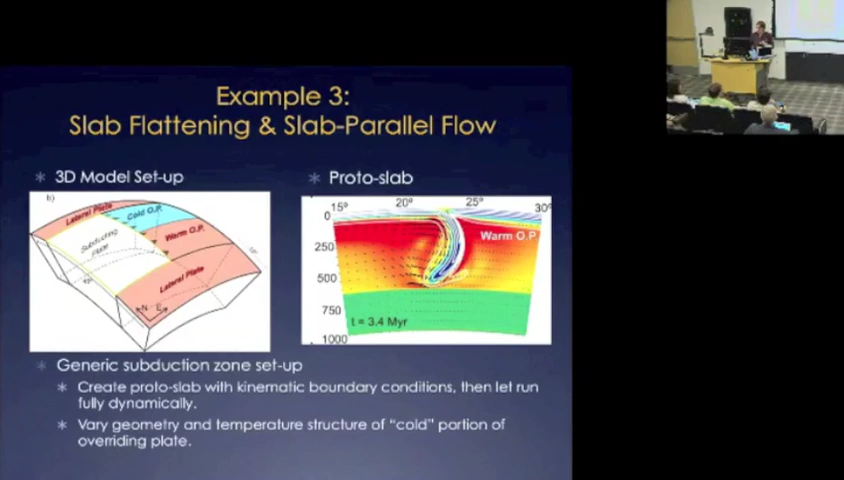 Example 3:
Slab Flattening & Slab-Parallel Flow
* 3D Model Set-up
* Proto-slab
b)
Lateral Plate
Cold O.P.
Subducting
Plate
Warm O.P.
Lateral Plate
N E
15° 20° 25° 30°
0
250
500
750
1000
Warm O.P.
t = 3.4 Myr
* Generic subduction zone set-up
* Create proto-slab with kinematic boundary conditions, then let run
fully dynamically.
* Vary geometry and temperature structure of “cold” portion of
overriding plate.